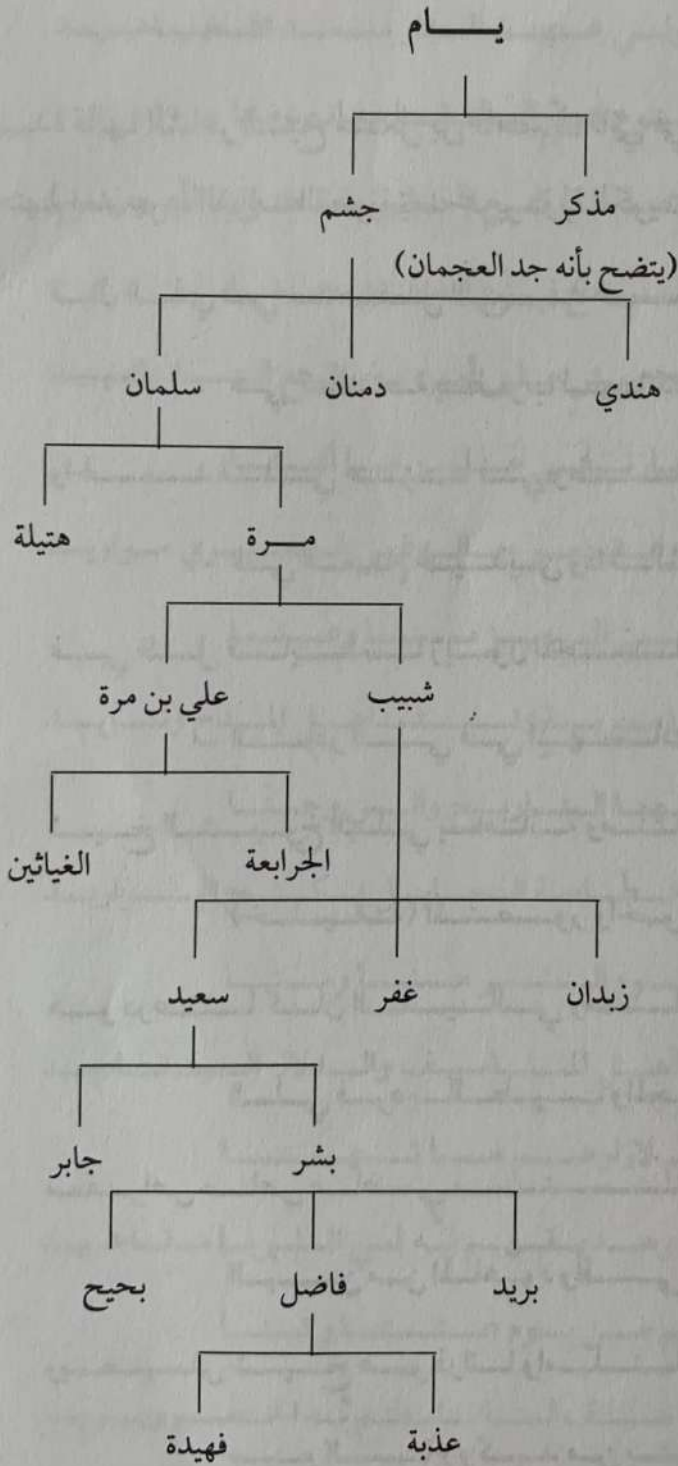 يـــــام
مذكر جشم
(يتضح بأنه جد العجمان)
هندي دمنان سلمان
مـــرة هتيلة
شبيب علي بن مرة
الجرابعة الغياثين
زبدان غفر سعيد
بشر جابر
بريد فاضل بحيح
عذبة فهيدة